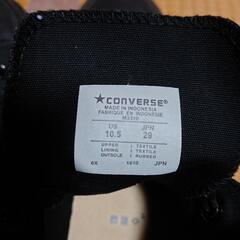 ★CONVERSE®
MADE IN INDONESIA
FABRIQUE EN INDONESIE
M3310
US JPN
10.5 29
UPPER : TEXTILE
LINING : TEXTILE
OUTSOLE : RUBBER
JPN